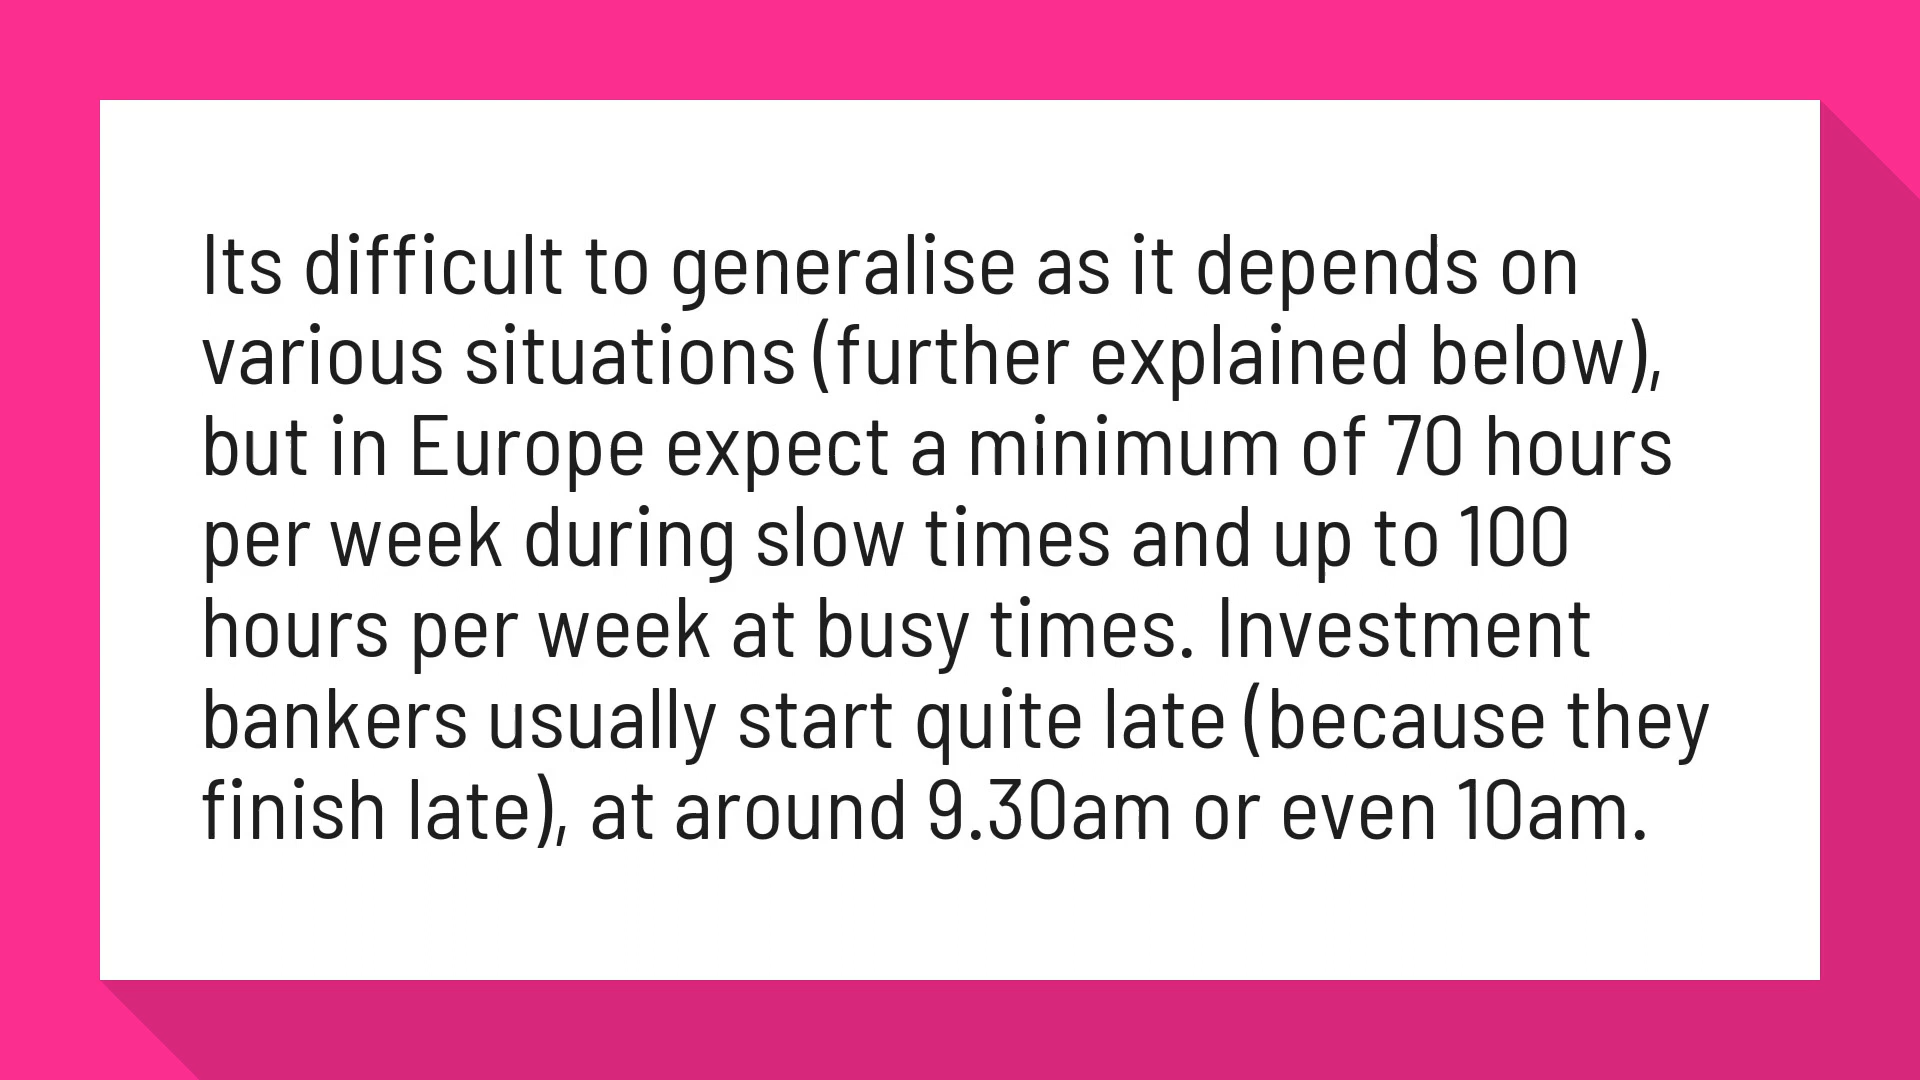 Its difficult to generalise as it depends on
various situations (further explained below),
but in Europe expect a minimum of 70 hours
per week during slow times and up to 100
hours per week at busy times. Investment
bankers usually start quite late (because they
finish late), at around 9.30am or even 10am.